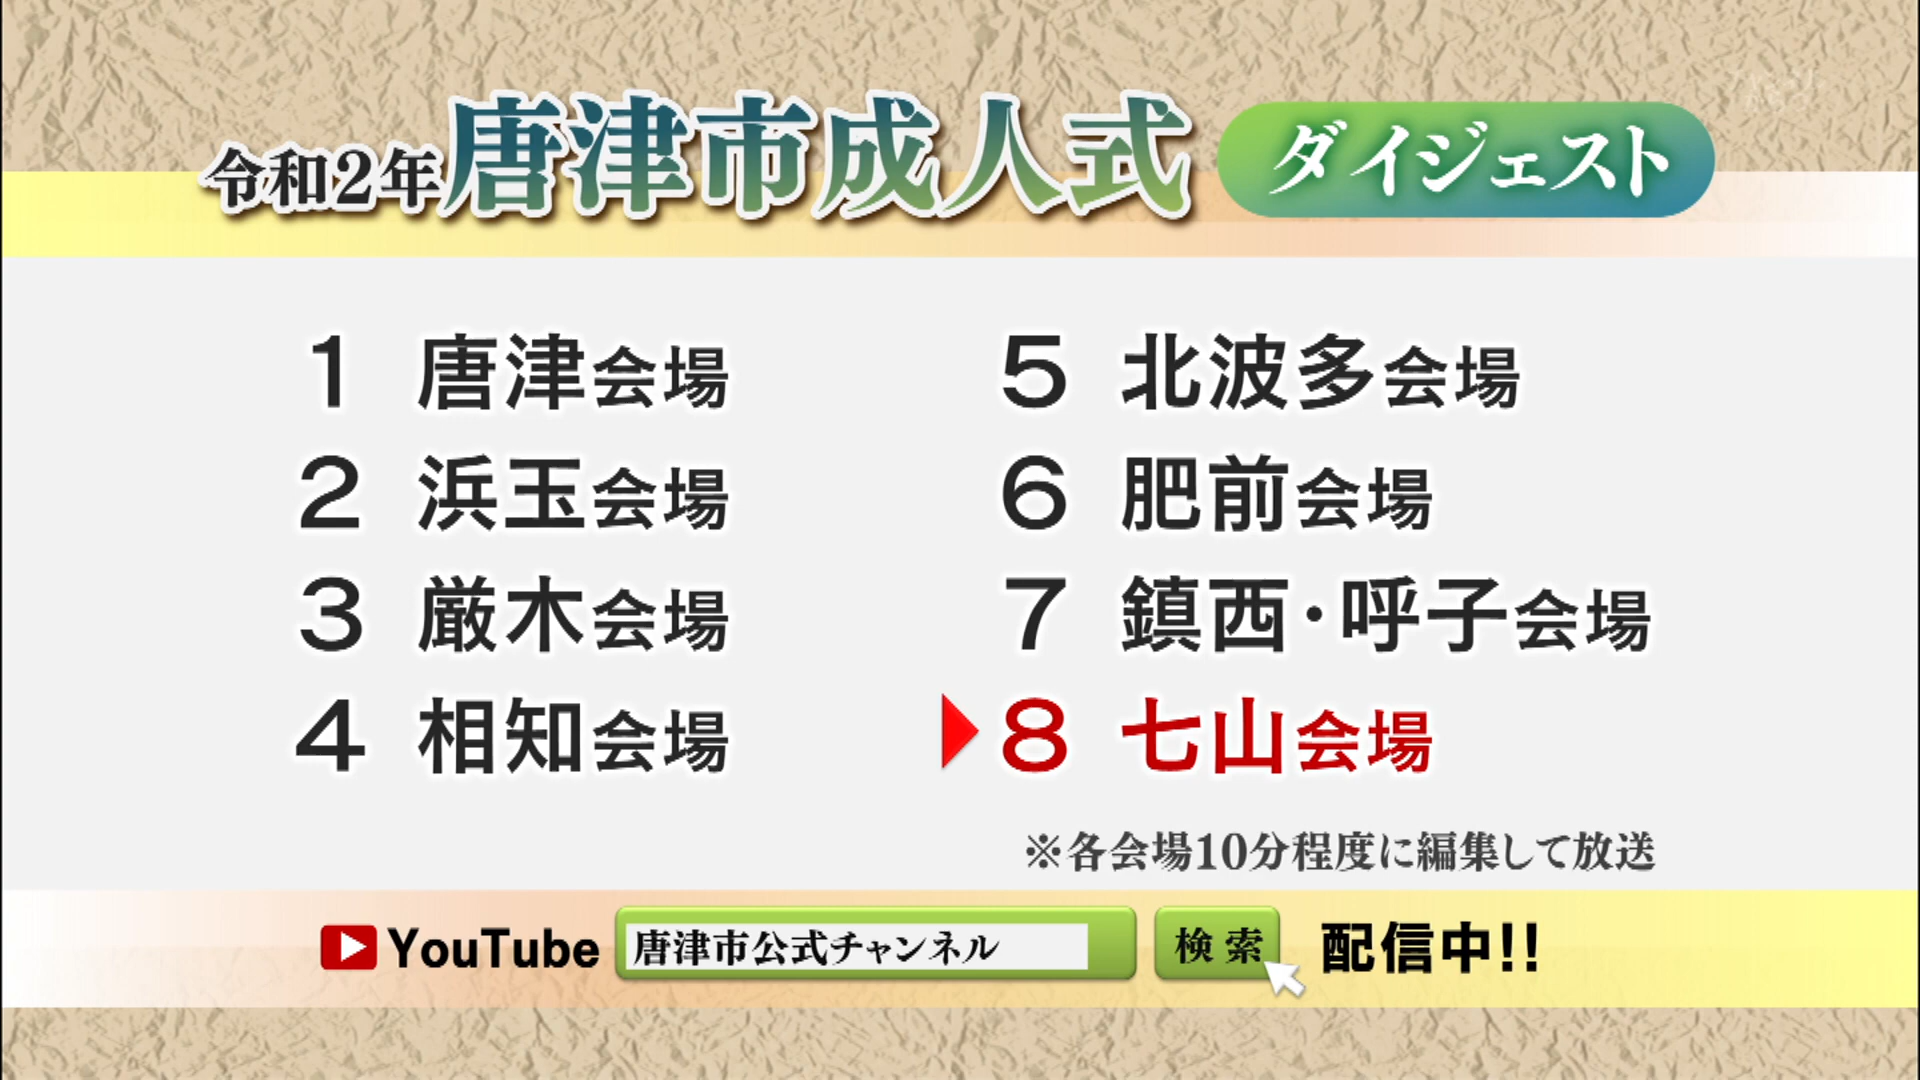 令和2年唐津市成人式 ダイジェスト
1 唐津会場
2 浜玉会場
3 厳木会場
4 相知会場
5 北波多会場
6 肥前会場
7 鎮西・呼子会場
8 七山会場
※各会場10分程度に編集して放送
YouTube 唐津市公式チャンネル 検索 配信中!!